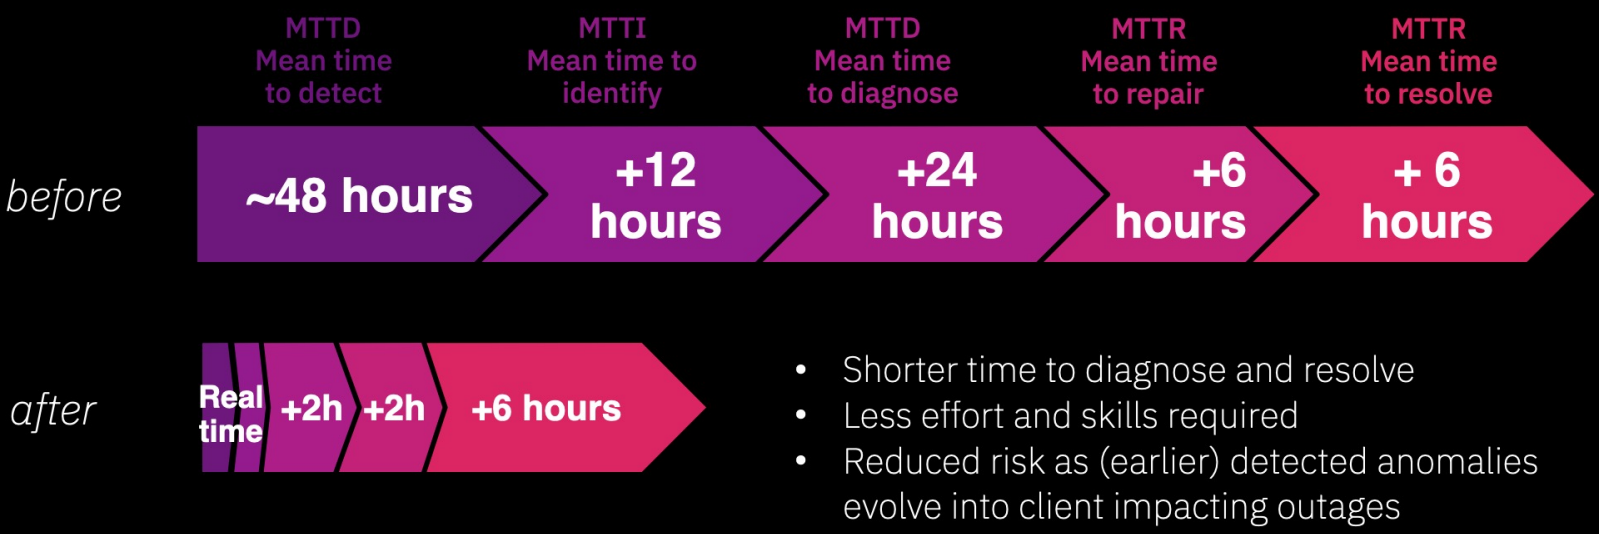 MTTD
Mean time
to detect
MTTI
Mean time to
identify
MTTD
Mean time
to diagnose
MTTR
Mean time
to repair
MTTR
Mean time
to resolve
before
~48 hours
+12
hours
+24
hours
+6
hours
+ 6
hours
after
Real
time
+2h
+2h
+6 hours
• Shorter time to diagnose and resolve
• Less effort and skills required
• Reduced risk as (earlier) detected anomalies
evolve into client impacting outages